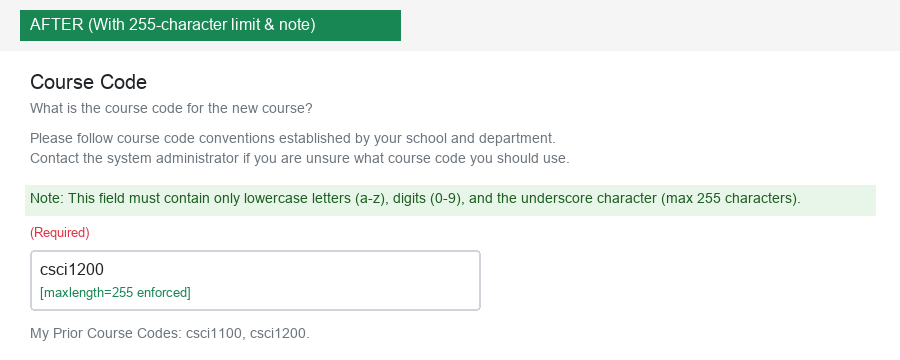 AFTER (With 255-character limit & note)
Course Code
What is the course code for the new course?
Please follow course code conventions established by your school and department.
Contact the system administrator if you are unsure what course code you should use.
Note: This field must contain only lowercase letters (a-z), digits (0-9), and the underscore character (max 255 characters).
(Required)
csci1200
[maxlength=255 enforced]
My Prior Course Codes: csci1100, csci1200.